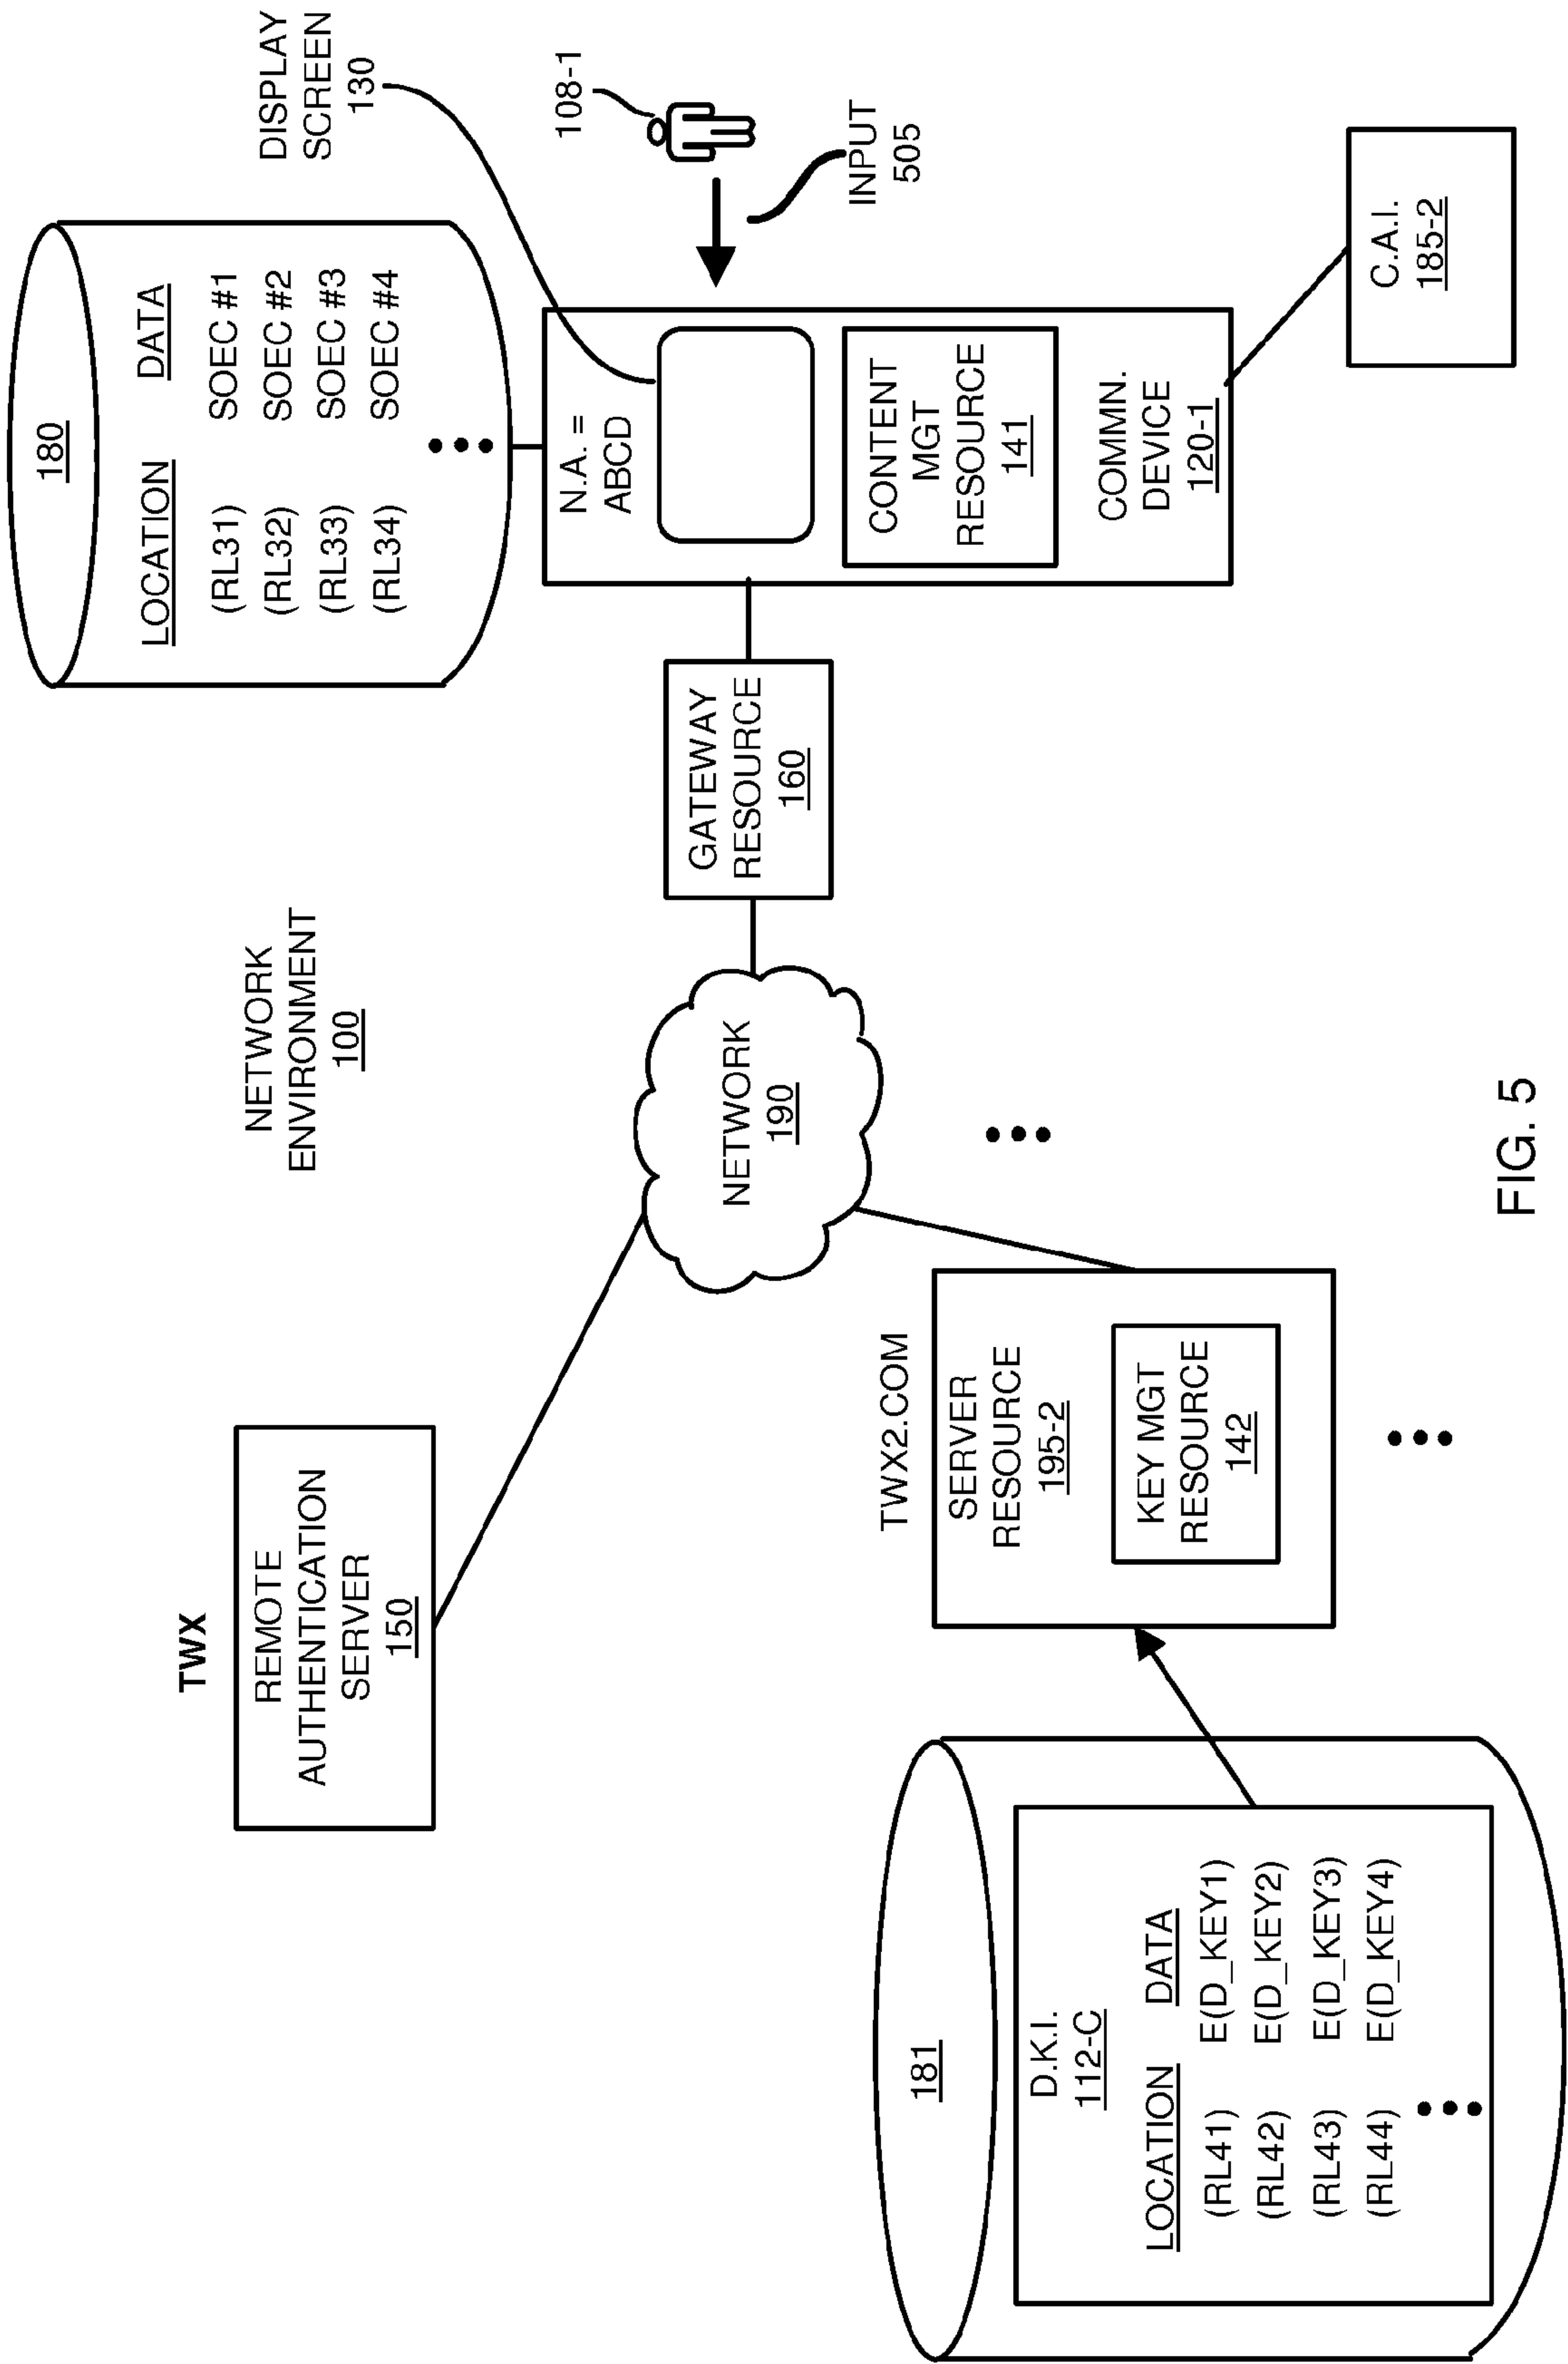 NETWORK
ENVIRONMENT
100
TWX
REMOTE
AUTHENTICATION
SERVER
150
180
LOCATION DATA
(RL31) SOEC #1
(RL32) SOEC #2
(RL33) SOEC #3
(RL34) SOEC #4
DISPLAY
SCREEN
130
N.A. =
ABCD
108-1
INPUT
505
CONTENT
MGT
RESOURCE
141
COMMN.
DEVICE
120-1
C.A.I.
185-2
GATEWAY
RESOURCE
160
NETWORK
190
TWX2.COM
SERVER
RESOURCE
195-2
KEY MGT
RESOURCE
142
181
D.K.I.
112-C
LOCATION DATA
(RL41) E(D_KEY1)
(RL42) E(D_KEY2)
(RL43) E(D_KEY3)
(RL44) E(D_KEY4)
FIG. 5